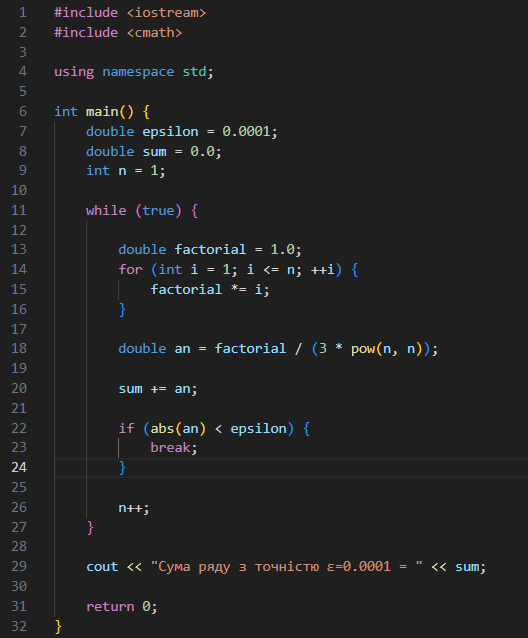 1 #include <iostream>
2 #include <cmath>
3
4 using namespace std;
5
6 int main() {
7     double epsilon = 0.0001;
8     double sum = 0.0;
9     int n = 1;
10
11     while (true) {
12
13         double factorial = 1.0;
14         for (int i = 1; i <= n; ++i) {
15             factorial *= i;
16         }
17
18         double an = factorial / (3 * pow(n, n));
19
20         sum += an;
21
22         if (abs(an) < epsilon) {
23             break;
24         }
25
26         n++;
27     }
28
29     cout << "Сума ряду з точністю ε=0.0001 = " << sum;
30
31     return 0;
32 }